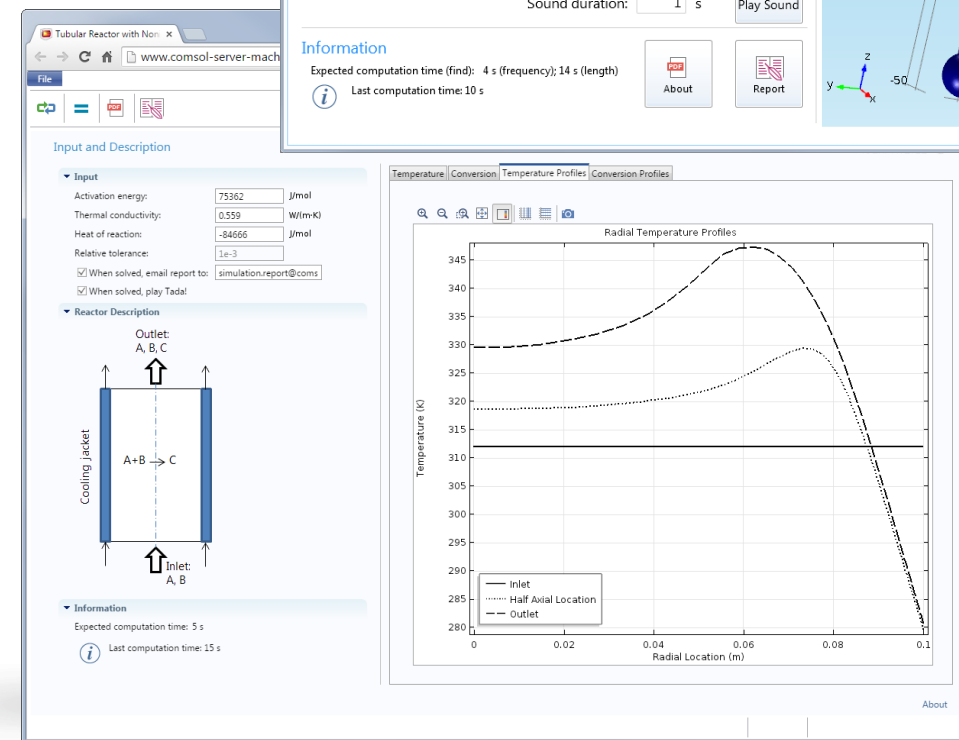 Sound duration: 1 s Play Sound
Information
Expected computation time (find): 4 s (frequency); 14 s (length)
Last computation time: 10 s
PDF
About
Report
z
y
x
-50
Tubular Reactor with Non
www.comsol-server-mach
File
PDF
Input and Description
Input
Activation energy: 75362 J/mol
Thermal conductivity: 0.559 W/(m·K)
Heat of reaction: -84666 J/mol
Relative tolerance: 1e-3
When solved, email report to: simulation.report@coms
When solved, play Tada!
Reactor Description
Outlet:
A, B, C
Cooling jacket
A+B → C
Inlet:
A, B
Information
Expected computation time: 5 s
Last computation time: 15 s
Temperature Conversion Temperature Profiles Conversion Profiles
Radial Temperature Profiles
Temperature (K)
345
340
335
330
325
320
315
310
305
300
295
290
285
280
Inlet
Half Axial Location
Outlet
0 0.02 0.04 0.06 0.08 0.1
Radial Location (m)
About